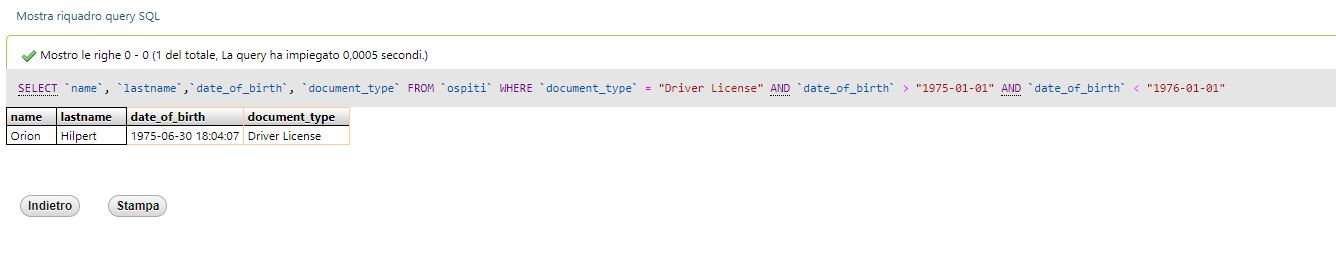 Mostra riquadro query SQL
Mostro le righe 0 - 0 (1 del totale, La query ha impiegato 0,0005 secondi.)
SELECT `name`, `lastname`,`date_of_birth`, `document_type` FROM `ospiti` WHERE `document_type` = "Driver License" AND `date_of_birth` > "1975-01-01" AND `date_of_birth` < "1976-01-01"
name lastname date_of_birth document_type
Orion Hilpert 1975-06-30 18:04:07 Driver License
Indietro Stampa